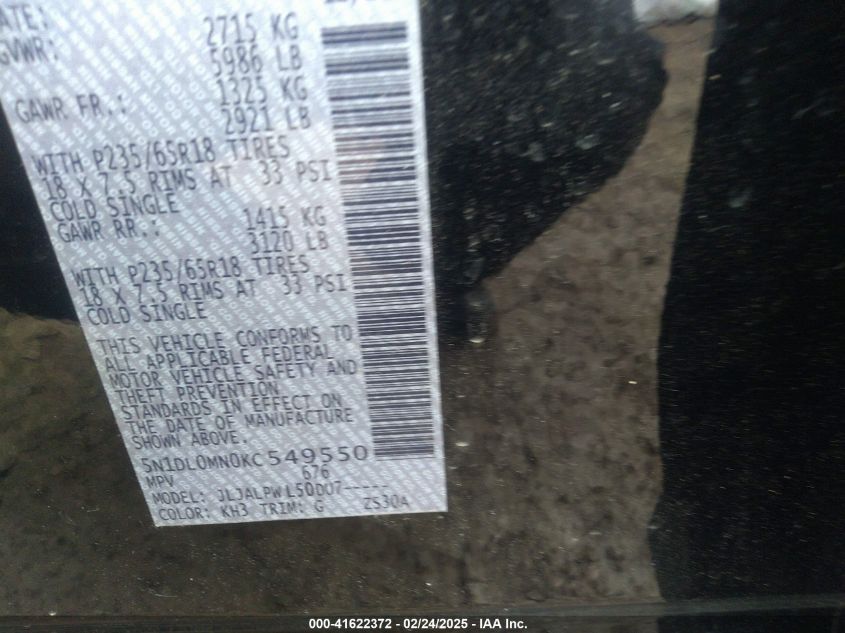 ATE:
GVWR: 2715 KG
5986 LB
GAWR FR.: 1325 KG
2921 LB
WITH P235/65R18 TIRES
18 X 7.5 RIMS AT 33 PSI
COLD SINGLE
GAWR RR.: 1415 KG
3120 LB
WITH P235/65R18 TIRES
18 X 7.5 RIMS AT 33 PSI
COLD SINGLE
THIS VEHICLE CONFORMS TO
ALL APPLICABLE FEDERAL
MOTOR VEHICLE SAFETY AND
THEFT PREVENTION
STANDARDS IN EFFECT ON
THE DATE OF MANUFACTURE
SHOWN ABOVE.
5N1DL0MN0KC549550
MPV 676
MODEL: JLJALPWL50DU7-----
COLOR: KH3 TRIM: G ZS30A
000-41622372 - 02/24/2025 - IAA Inc.